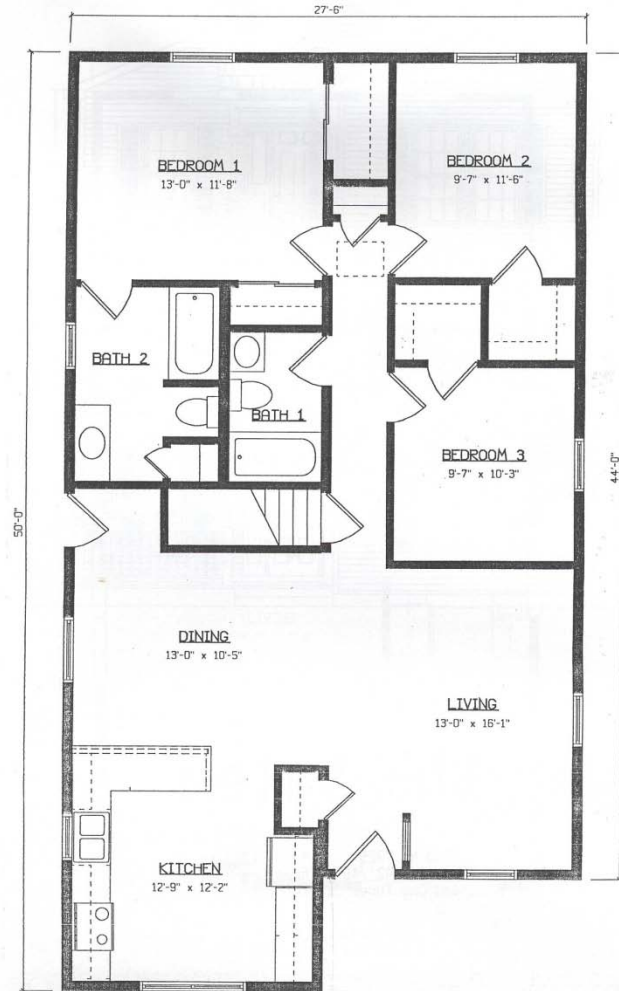 27'-6"
BEDROOM 1
13'-0" x 11'-8"
BEDROOM 2
9'-7" x 11'-6"
BATH 2
BATH 1
BEDROOM 3
9'-7" x 10'-3"
44'-0"
50'-0"
DINING
13'-0" x 10'-5"
LIVING
13'-0" x 16'-1"
KITCHEN
12'-9" x 12'-2"